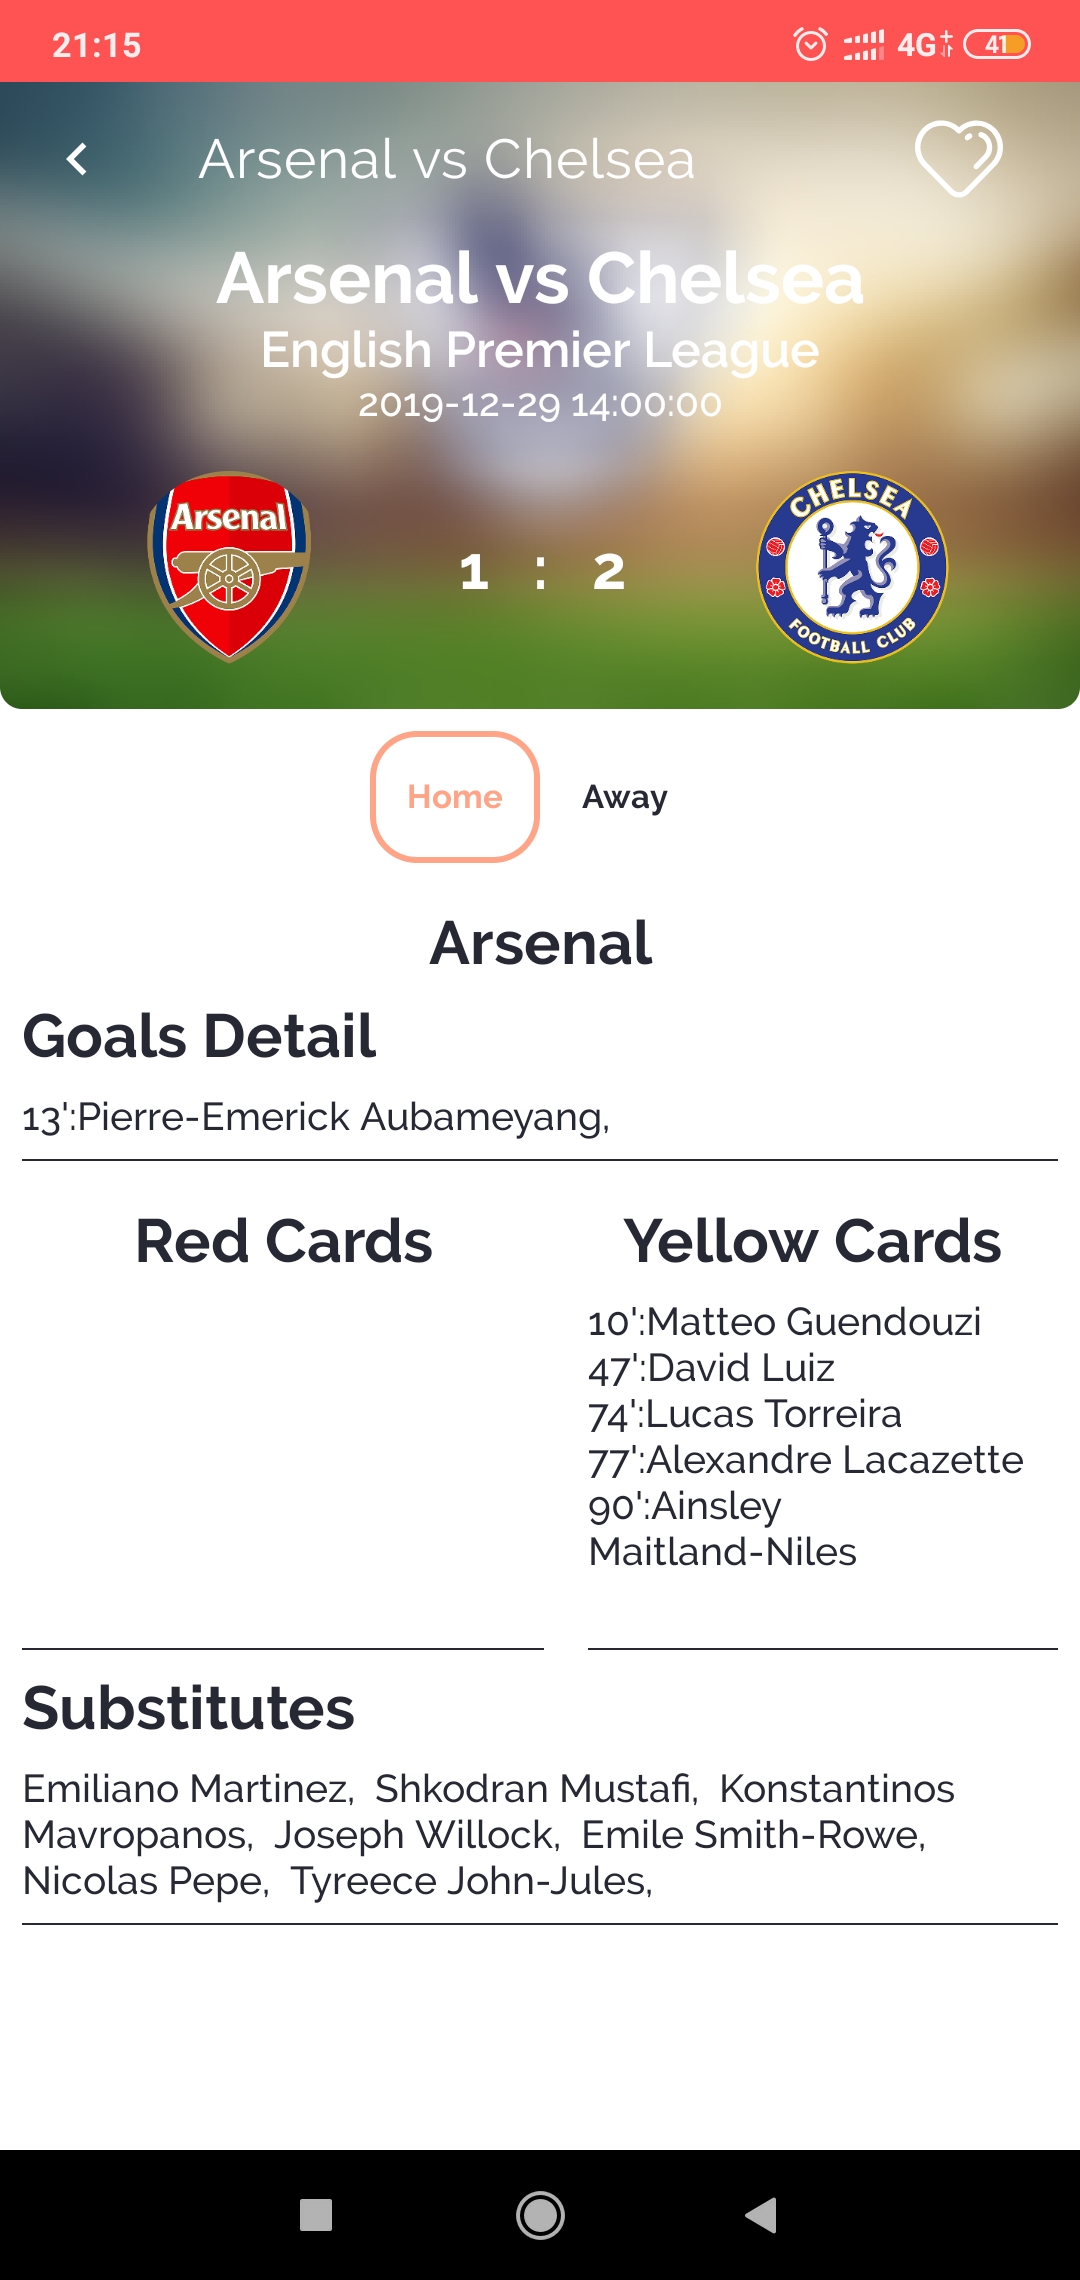 21:15
4G
41
Arsenal vs Chelsea
Arsenal vs Chelsea
English Premier League
2019-12-29 14:00:00
Arsenal
1 : 2
CHELSEA
FOOTBALL CLUB
Home
Away
Arsenal
Goals Detail
13':Pierre-Emerick Aubameyang,
Red Cards
Yellow Cards
10':Matteo Guendouzi
47':David Luiz
74':Lucas Torreira
77':Alexandre Lacazette
90':Ainsley
Maitland-Niles
Substitutes
Emiliano Martinez,  Shkodran Mustafi,  Konstantinos
Mavropanos,  Joseph Willock,  Emile Smith-Rowe,
Nicolas Pepe,  Tyreece John-Jules,